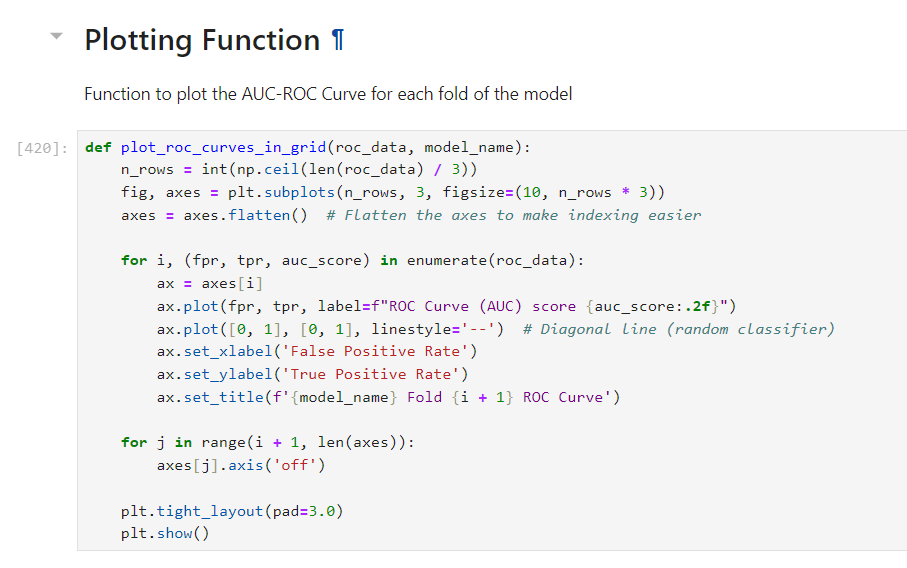 Plotting Function ¶
Function to plot the AUC-ROC Curve for each fold of the model
[420]:
def plot_roc_curves_in_grid(roc_data, model_name):
    n_rows = int(np.ceil(len(roc_data) / 3))
    fig, axes = plt.subplots(n_rows, 3, figsize=(10, n_rows * 3))
    axes = axes.flatten()  # Flatten the axes to make indexing easier

    for i, (fpr, tpr, auc_score) in enumerate(roc_data):
        ax = axes[i]
        ax.plot(fpr, tpr, label=f"ROC Curve (AUC) score {auc_score:.2f}")
        ax.plot([0, 1], [0, 1], linestyle='--')  # Diagonal line (random classifier)
        ax.set_xlabel('False Positive Rate')
        ax.set_ylabel('True Positive Rate')
        ax.set_title(f'{model_name} Fold {i + 1} ROC Curve')

    for j in range(i + 1, len(axes)):
        axes[j].axis('off')

    plt.tight_layout(pad=3.0)
    plt.show()